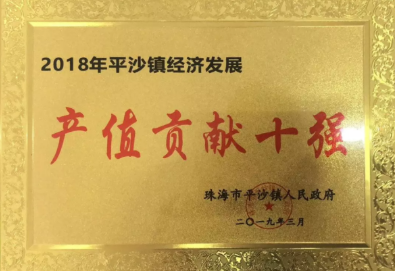 2018年平沙镇经济发展
产值贡献十强
珠海市平沙镇人民政府
二〇一九年三月